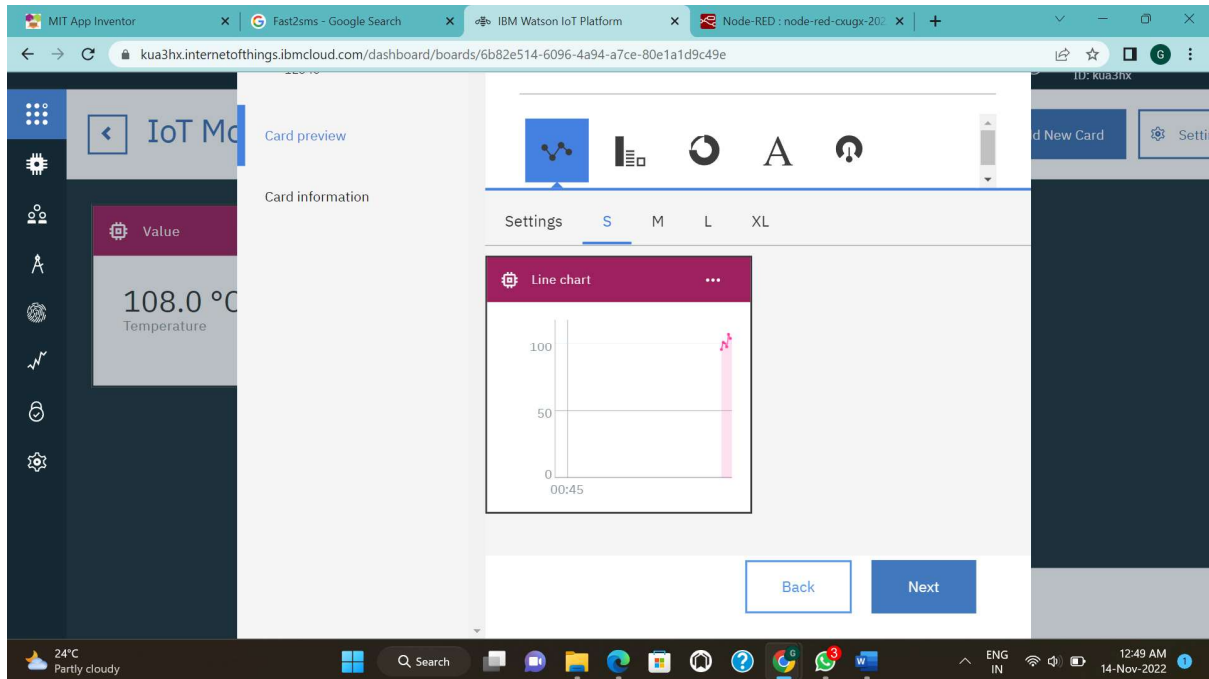 MIT App Inventor
Fast2sms - Google Search
IBM Watson IoT Platform
Node-RED : node-red-cxugx-202
kua3hx.internetofthings.ibmcloud.com/dashboard/boards/6b82e514-6096-4a94-a7ce-80e1a1d9c49e
G
ID: kua3hx
IoT Mo
Card preview
A
d New Card
Setti
Card information
Settings S M L XL
Value
Line chart
108.0 °C
Temperature
100
50
0
00:45
Back
Next
24°C
Partly cloudy
Search
G
3
W
ENG
IN
12:49 AM
14-Nov-2022
1